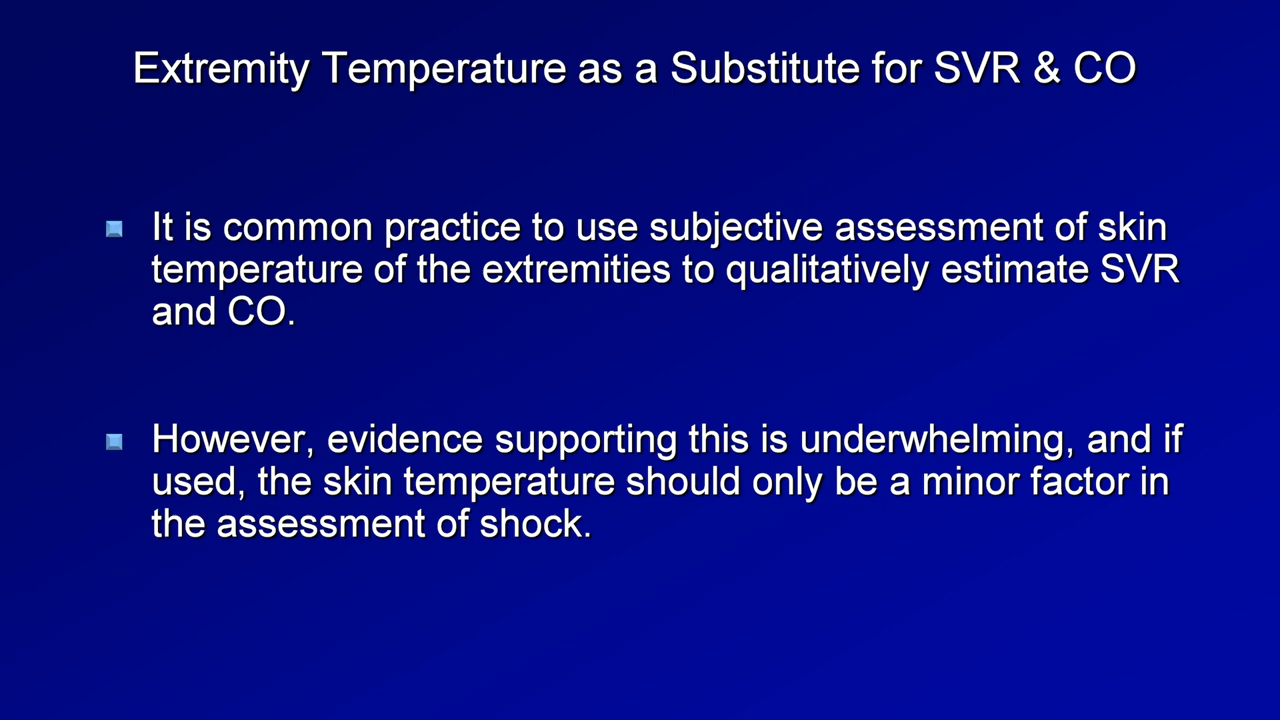 Extremity Temperature as a Substitute for SVR & CO
It is common practice to use subjective assessment of skin
temperature of the extremities to qualitatively estimate SVR
and CO.
However, evidence supporting this is underwhelming, and if
used, the skin temperature should only be a minor factor in
the assessment of shock.